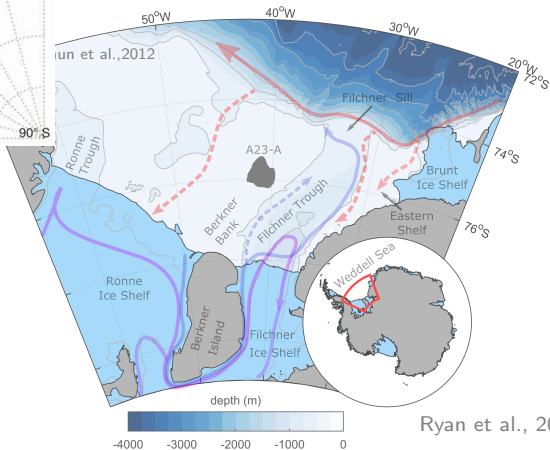 50°W
40°W
30°W
20°W
72°S
74°S
76°S
90° S
un et al.,2012
Filchner Sill
Ronne
Trough
A23-A
Brunt
Ice Shelf
Berkner
Bank
Filchner Trough
Eastern
Shelf
Weddell Sea
Ronne
Ice Shelf
Berkner
Island
Filchner
Ice Shelf
depth (m)
-4000 -3000 -2000 -1000 0
Ryan et al., 20